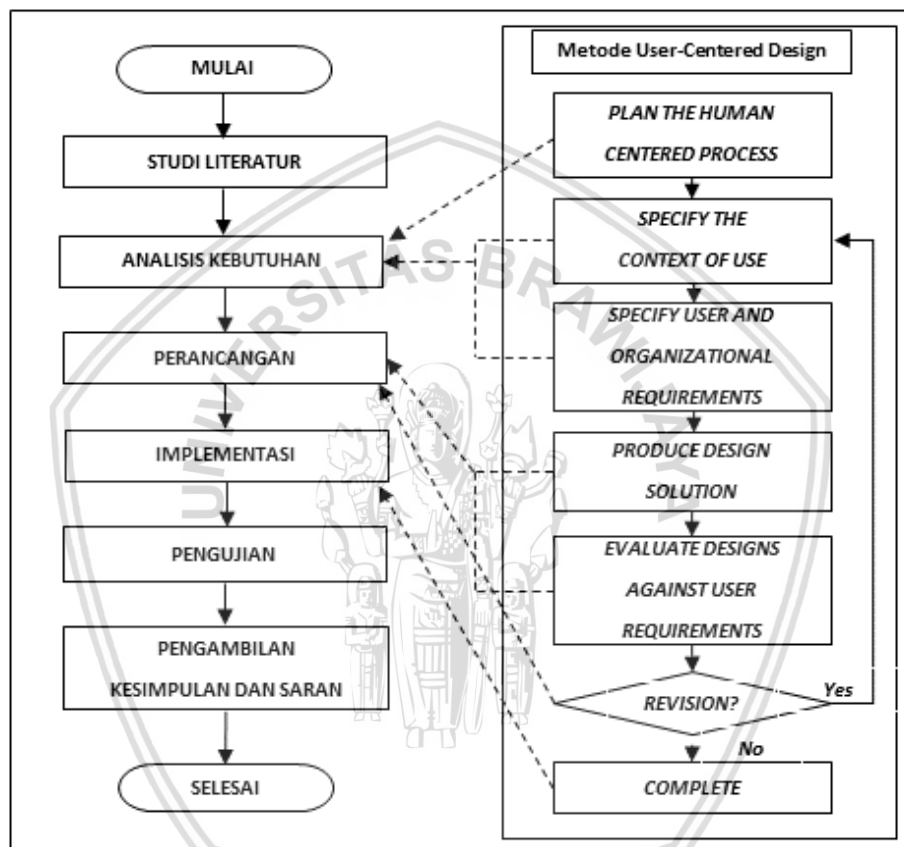 MULAI
STUDI LITERATUR
ANALISIS KEBUTUHAN
PERANCANGAN
IMPLEMENTASI
PENGUJIAN
PENGAMBILAN
KESIMPULAN DAN SARAN
SELESAI
Metode User-Centered Design
PLAN THE HUMAN
CENTERED PROCESS
SPECIFY THE
CONTEXT OF USE
SPECIFY USER AND
ORGANIZATIONAL
REQUIREMENTS
PRODUCE DESIGN
SOLUTION
EVALUATE DESIGNS
AGAINST USER
REQUIREMENTS
REVISION?
Yes
No
COMPLETE
UNIVERSITAS BRAWIJAYA